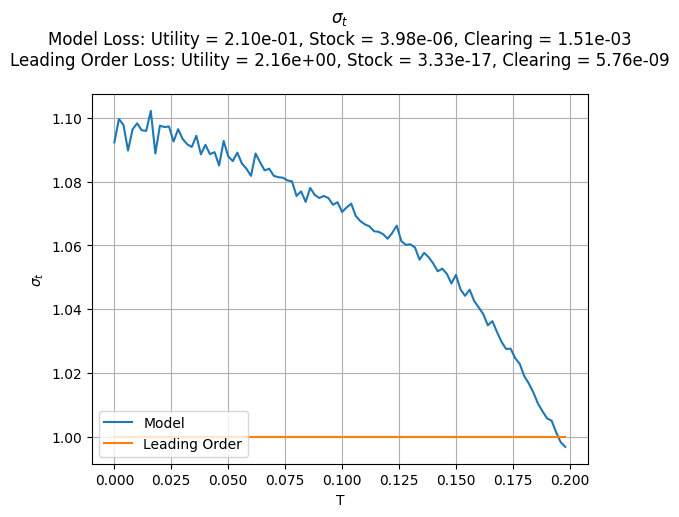 σt
Model Loss: Utility = 2.10e-01, Stock = 3.98e-06, Clearing = 1.51e-03
Leading Order Loss: Utility = 2.16e+00, Stock = 3.33e-17, Clearing = 5.76e-09
1.10
1.08
1.06
1.04
1.02
1.00
σt
Model
Leading Order
0.000 0.025 0.050 0.075 0.100 0.125 0.150 0.175 0.200
T